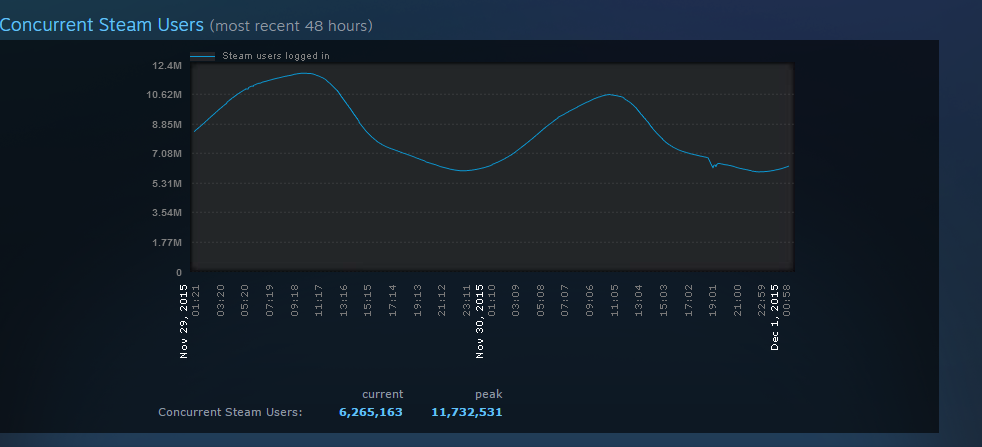 Concurrent Steam Users (most recent 48 hours)
Steam users logged in
12.4M
10.62M
8.85M
7.08M
5.31M
3.54M
1.77M
0
Nov 29, 2015
01:21
03:20
05:20
07:19
09:18
11:17
13:16
15:15
17:14
19:13
21:12
23:11
Nov 30, 2015
01:10
03:09
05:08
07:07
09:06
11:05
13:04
15:03
17:02
19:01
21:00
22:59
Dec 1, 2015
00:58
current peak
Concurrent Steam Users: 6,265,163 11,732,531